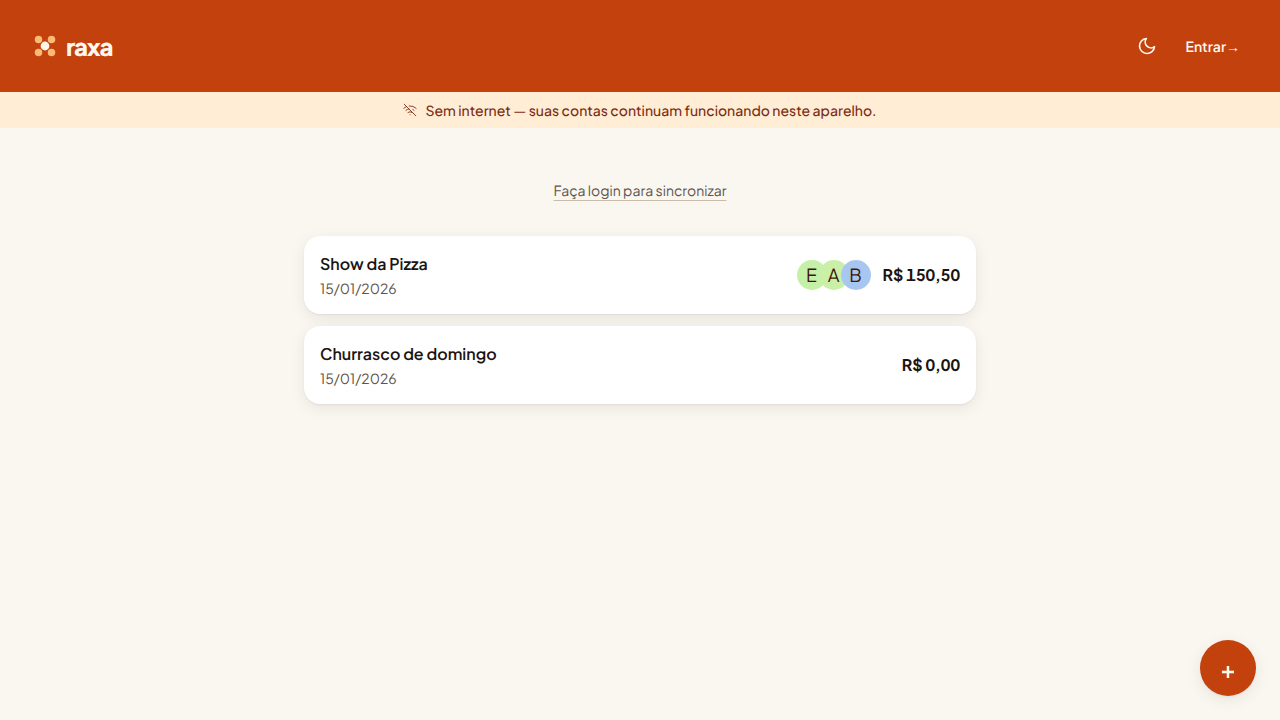 raxa
Entrar→
Sem internet — suas contas continuam funcionando neste aparelho.
Faça login para sincronizar
Show da Pizza
15/01/2026
E A B
R$ 150,50
Churrasco de domingo
15/01/2026
R$ 0,00
+